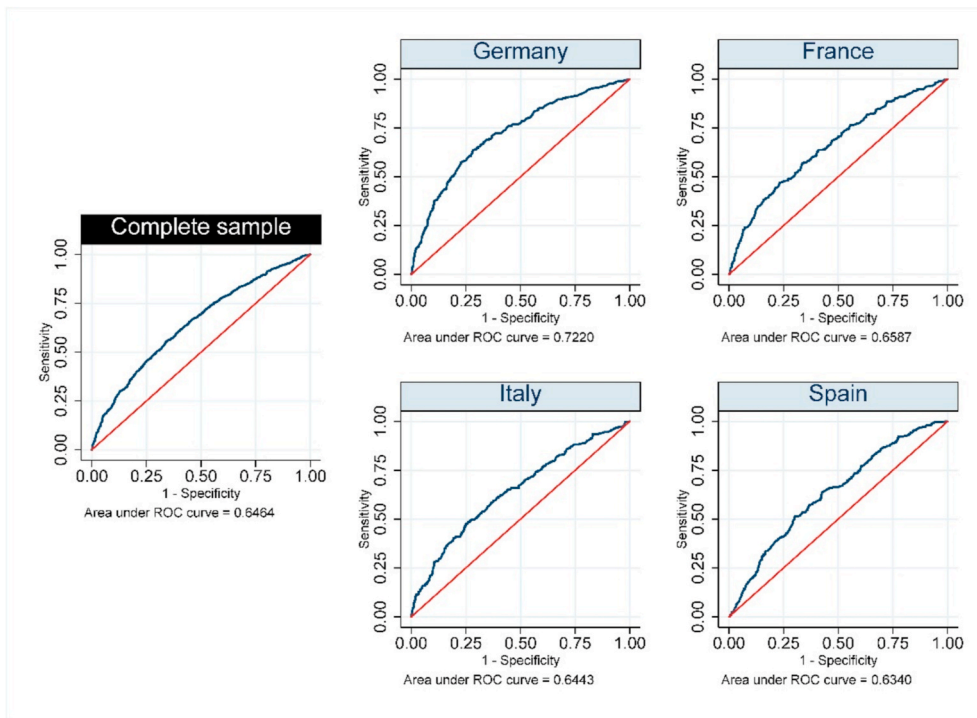 Complete sample
Sensitivity
1.00
0.75
0.50
0.25
0.00
0.00 0.25 0.50 0.75 1.00
1 - Specificity
Area under ROC curve = 0.6464
Germany
Sensitivity
1.00
0.75
0.50
0.25
0.00
0.00 0.25 0.50 0.75 1.00
1 - Specificity
Area under ROC curve = 0.7220
France
Sensitivity
1.00
0.75
0.50
0.25
0.00
0.00 0.25 0.50 0.75 1.00
1 - Specificity
Area under ROC curve = 0.6587
Italy
Sensitivity
1.00
0.75
0.50
0.25
0.00
0.00 0.25 0.50 0.75 1.00
1 - Specificity
Area under ROC curve = 0.6443
Spain
Sensitivity
1.00
0.75
0.50
0.25
0.00
0.00 0.25 0.50 0.75 1.00
1 - Specificity
Area under ROC curve = 0.6340